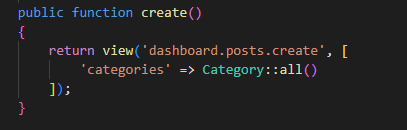 public function create()
{
    return view('dashboard.posts.create', [
        'categories' => Category::all()
    ]);
}